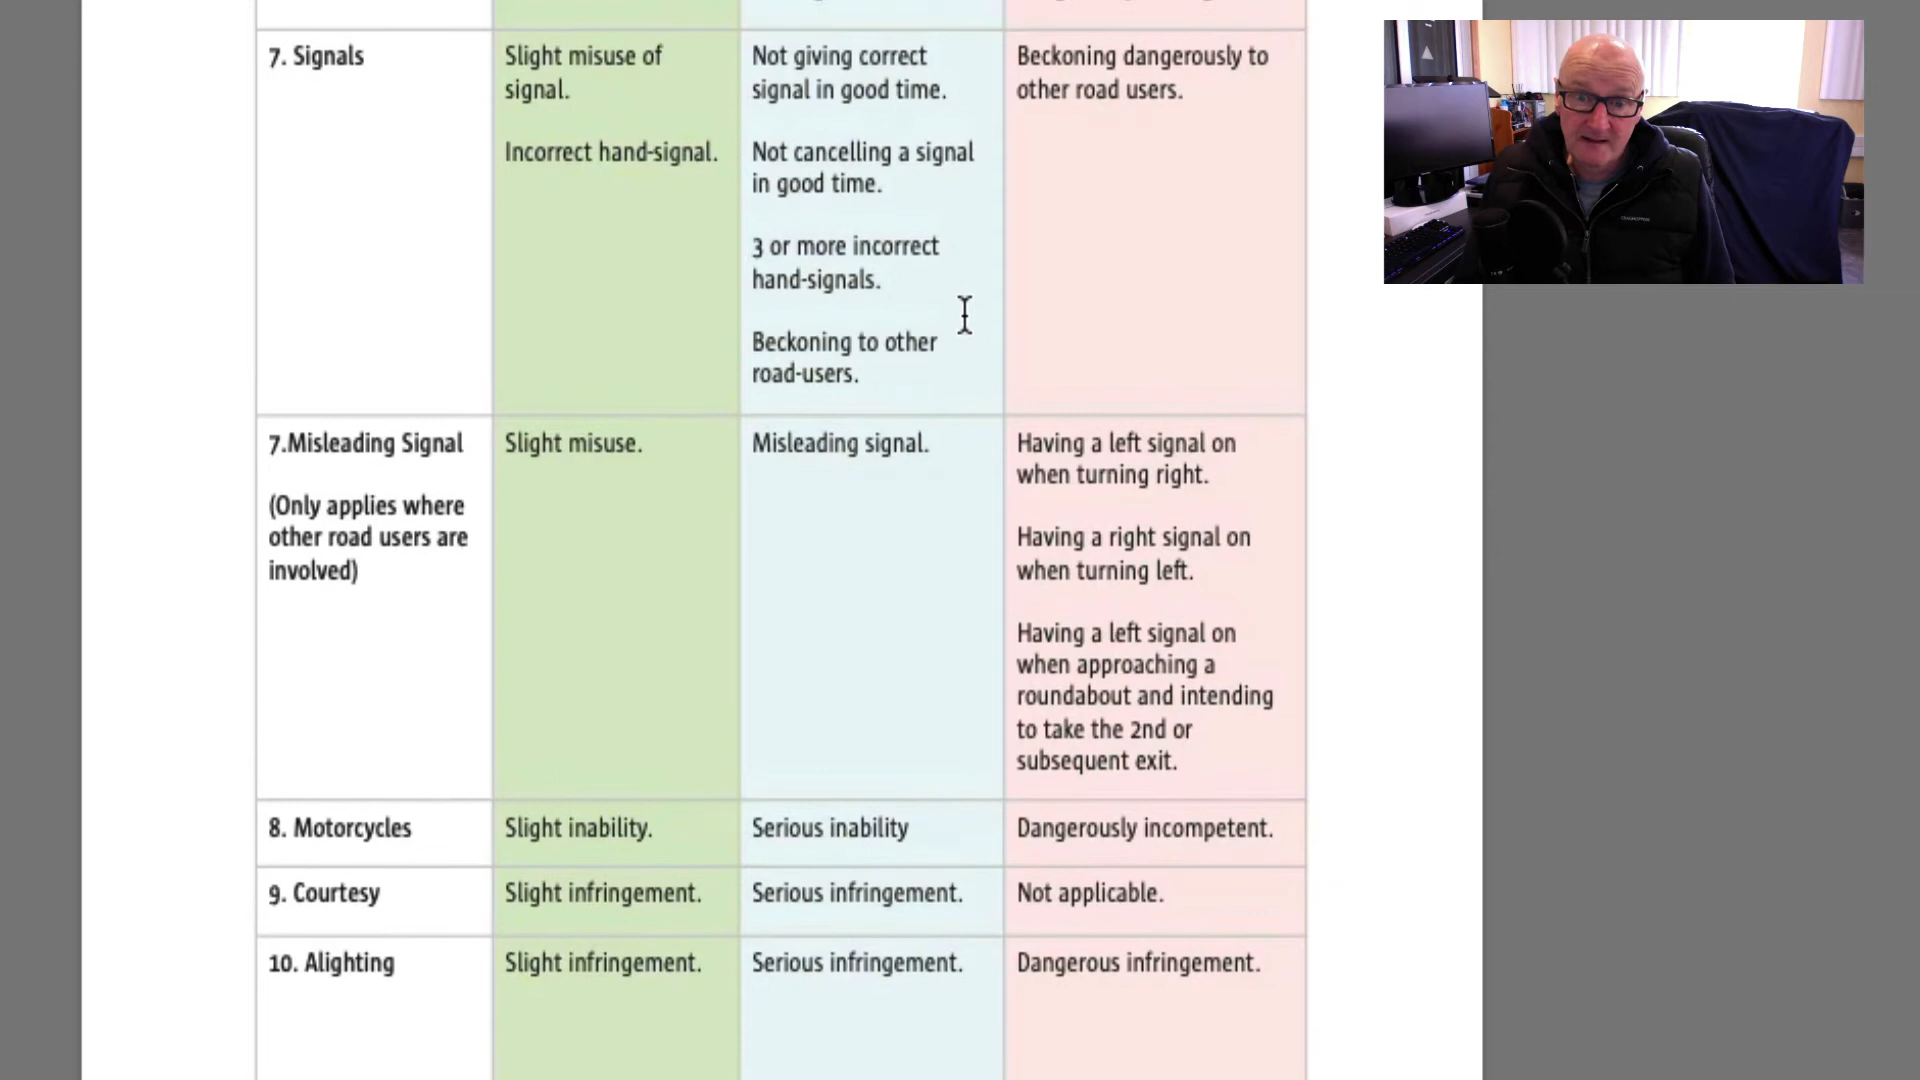 7. Signals
Slight misuse of
signal.
Incorrect hand-signal.
Not giving correct
signal in good time.
Not cancelling a signal
in good time.
3 or more incorrect
hand-signals.
Beckoning to other
road-users.
Beckoning dangerously to
other road users.
7.Misleading Signal
(Only applies where
other road users are
involved)
Slight misuse.
Misleading signal.
Having a left signal on
when turning right.
Having a right signal on
when turning left.
Having a left signal on
when approaching a
roundabout and intending
to take the 2nd or
subsequent exit.
8. Motorcycles
Slight inability.
Serious inability
Dangerously incompetent.
9. Courtesy
Slight infringement.
Serious infringement.
Not applicable.
10. Alighting
Slight infringement.
Serious infringement.
Dangerous infringement.